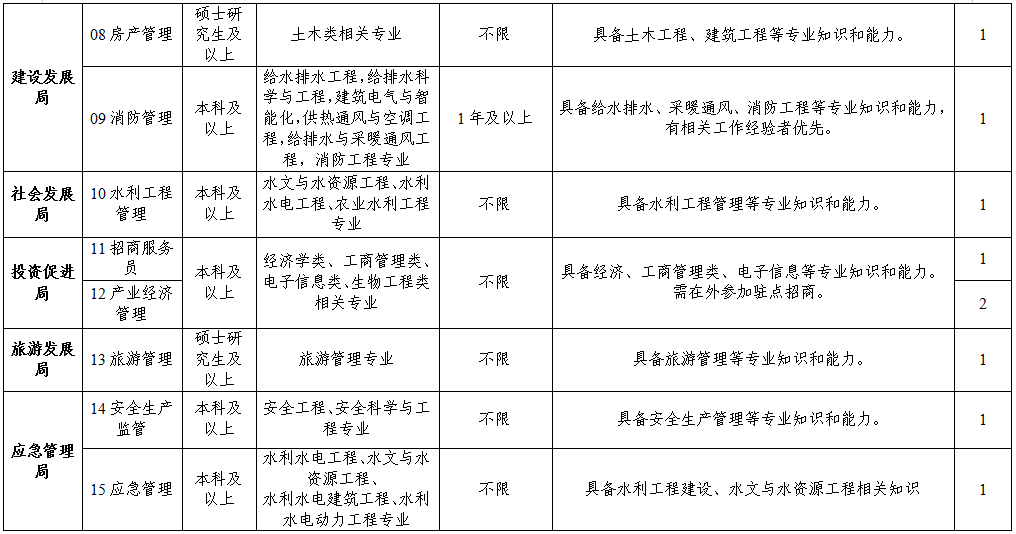 建设发展
局
08 房产管理
硕士研
究生及
以上
土木类相关专业
不限
具备土木工程、建筑工程等专业知识和能力。
1
09 消防管理
本科及
以上
给水排水工程,给排水科
学与工程,建筑电气与智
能化,供热通风与空调工
程,给排水与采暖通风工
程, 消防工程专业
1 年及以上
具备给水排水、采暖通风、消防工程等专业知识和能力,
有相关工作经验者优先。
1
社会发展
局
10 水利工程
管理
本科及
以上
水文与水资源工程、水利
水电工程、农业水利工程
专业
不限
具备水利工程管理等专业知识和能力。
1
投资促进
局
11 招商服务
员
12 产业经济
管理
本科及
以上
经济学类、工商管理类、
电子信息类、生物工程类
相关专业
不限
具备经济、工商管理类、电子信息等专业知识和能力。
需在外参加驻点招商。
1
2
旅游发展
局
13 旅游管理
硕士研
究生及
以上
旅游管理专业
不限
具备旅游管理等专业知识和能力。
1
应急管理
局
14 安全生产
监管
本科及
以上
安全工程、安全科学与工
程专业
不限
具备安全生产管理等专业知识和能力。
1
15 应急管理
本科及
以上
水利水电工程、水文与水
资源工程、
水利水电建筑工程、水利
水电动力工程专业
不限
具备水利工程建设、水文与水资源工程相关知识
1